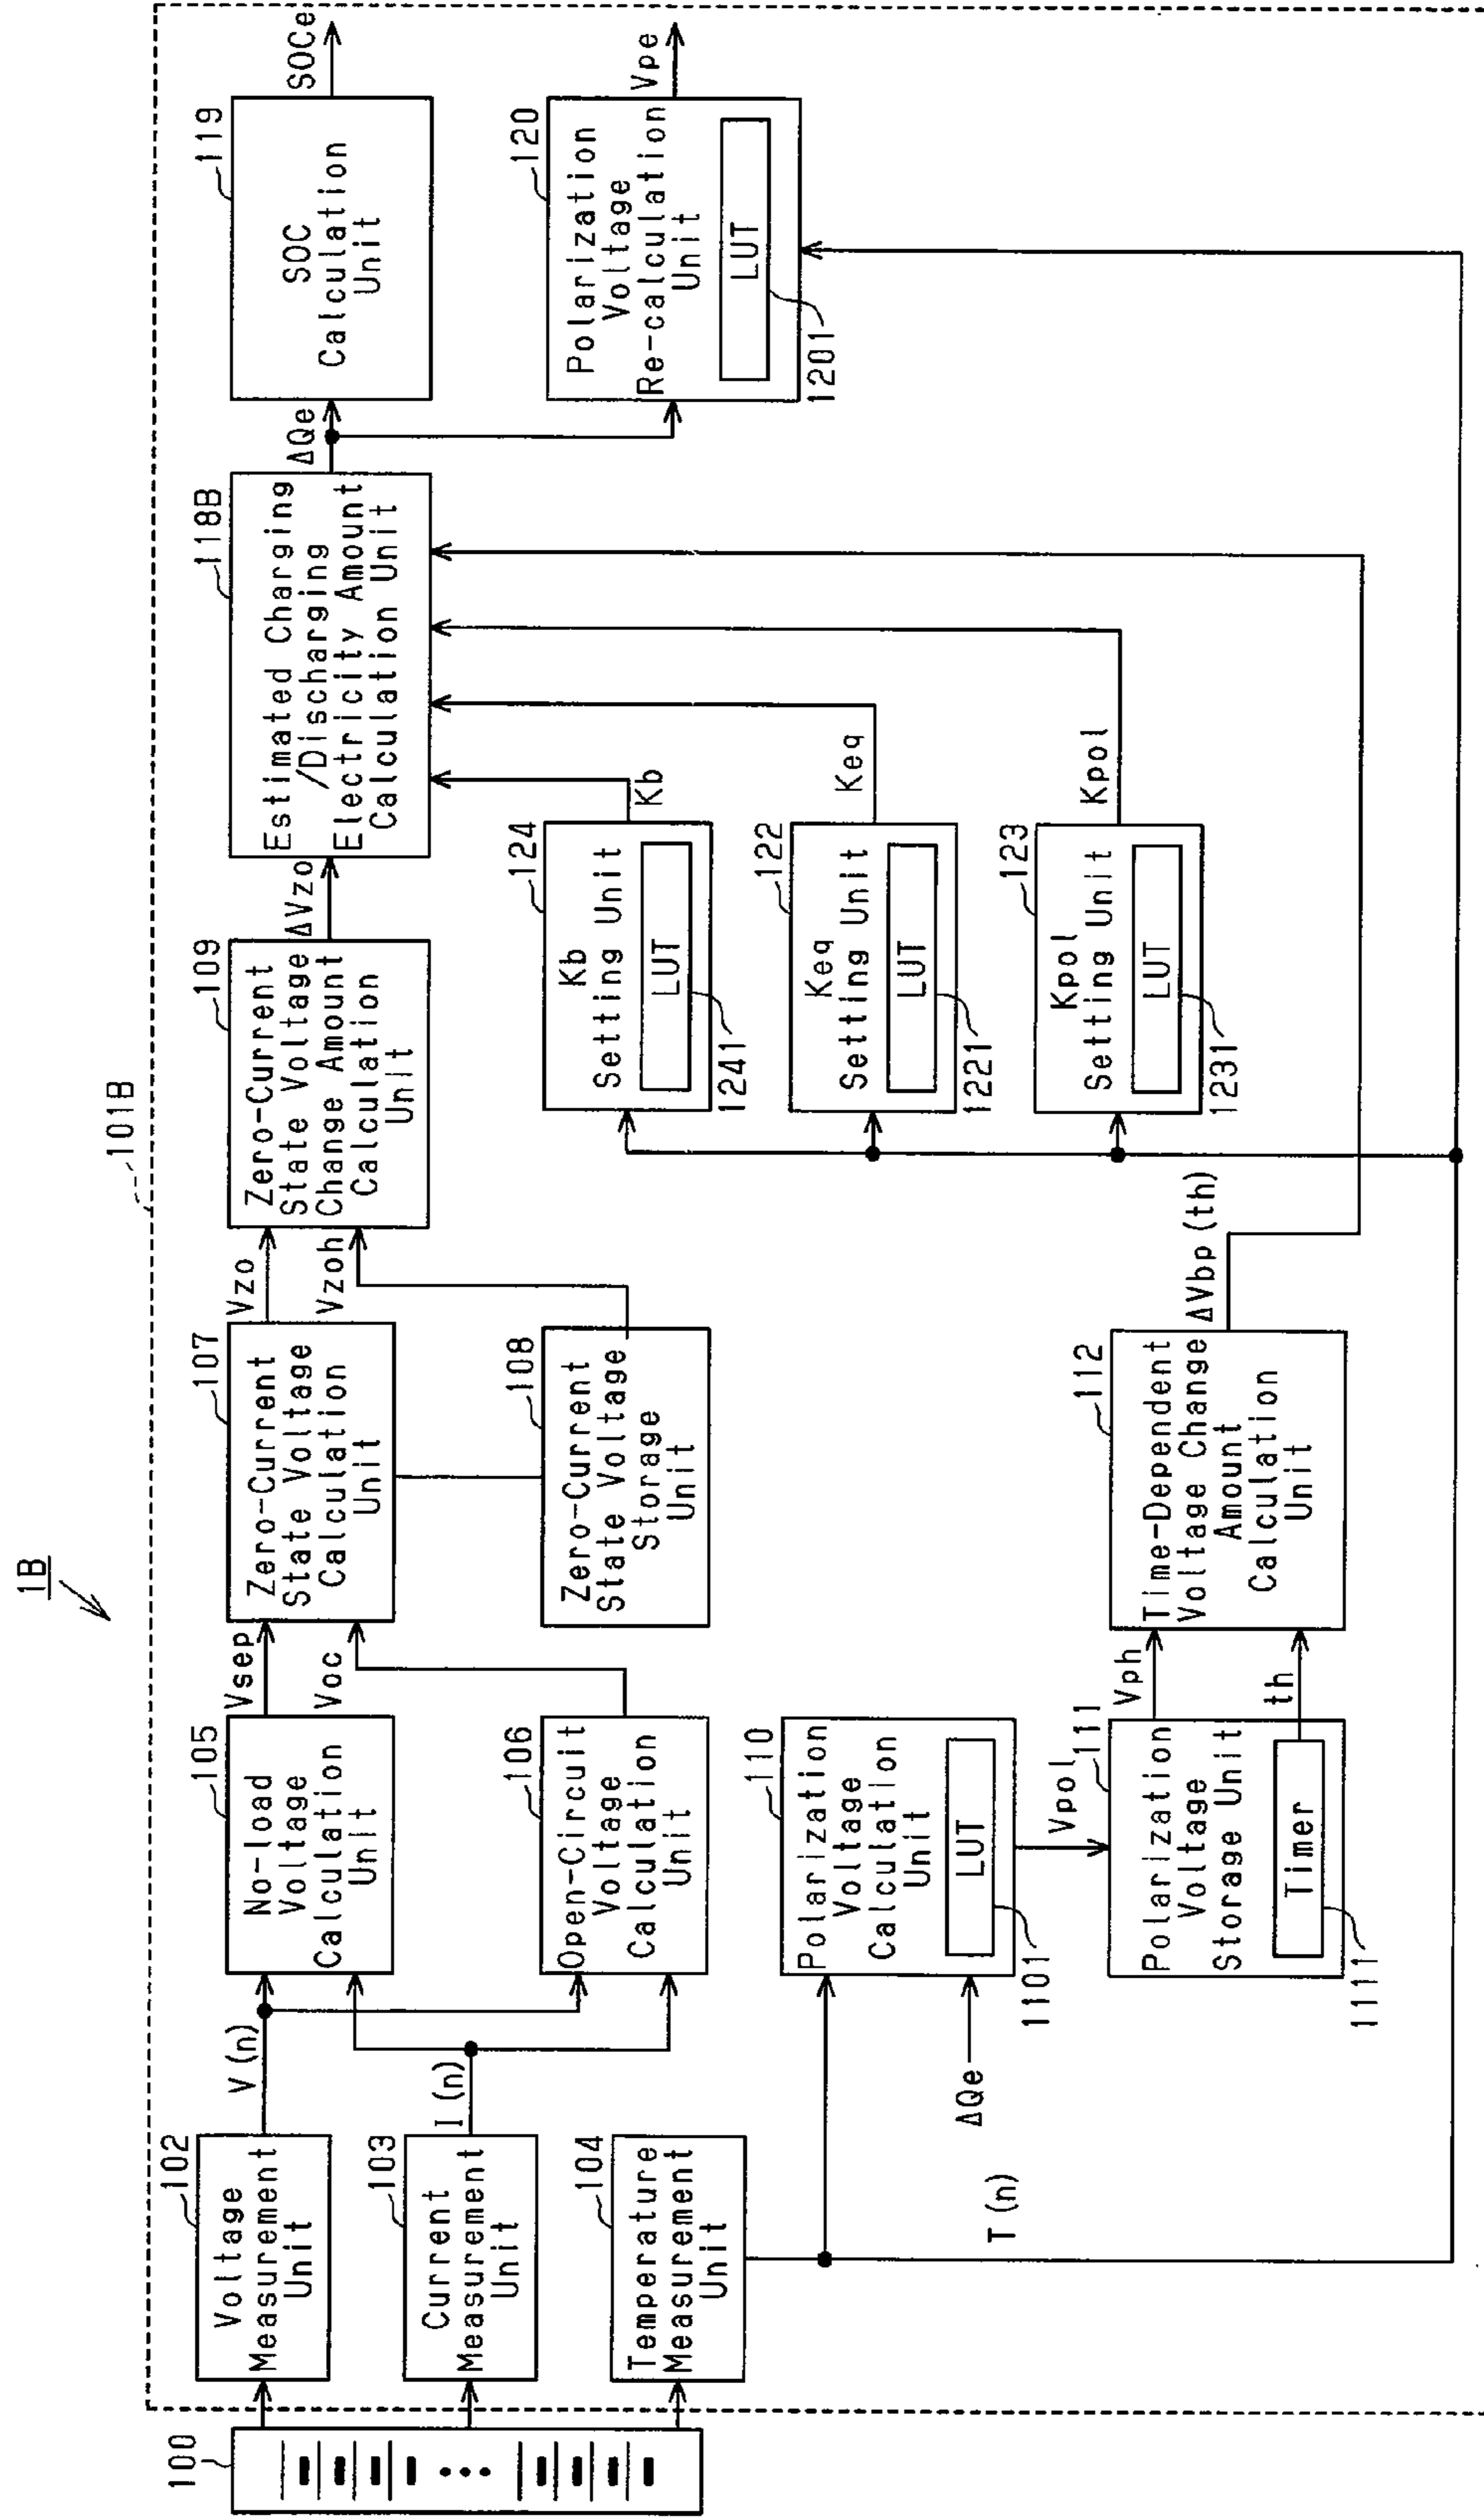 1B
101B
100
102
Voltage
Measurement
Unit
V(n)
103
Current
Measurement
Unit
I(n)
104
Temperature
Measurement
Unit
T(n)
105
No-load
Voltage
Calculation
Unit
Vsep
106
Open-Circuit
Voltage
Calculation
Unit
Voc
107
Zero-Current
State Voltage
Calculation
Unit
Vzo
108
Zero-Current
State Voltage
Storage
Unit
Vzoh
109
Zero-Current
State Voltage
Change Amount
Calculation
Unit
ΔVzo
118B
Estimated Charging
/Discharging
Electricity Amount
Calculation Unit
ΔQe
119
SOC
Calculation
Unit
SOCe
120
Polarization
Voltage
Re-calculation
Unit
LUT
1201
Vpe
124
Kb
Setting Unit
LUT
1241
Kb
122
Keq
Setting Unit
LUT
1221
Keq
123
Kpol
Setting Unit
LUT
1231
Kpol
110
Polarization
Voltage
Calculation
Unit
LUT
1101
ΔQe
Vpol
111
Polarization
Voltage
Storage Unit
Timer
1111
Vph
th
112
Time-Dependent
Voltage Change
Amount
Calculation
Unit
ΔVbp(th)